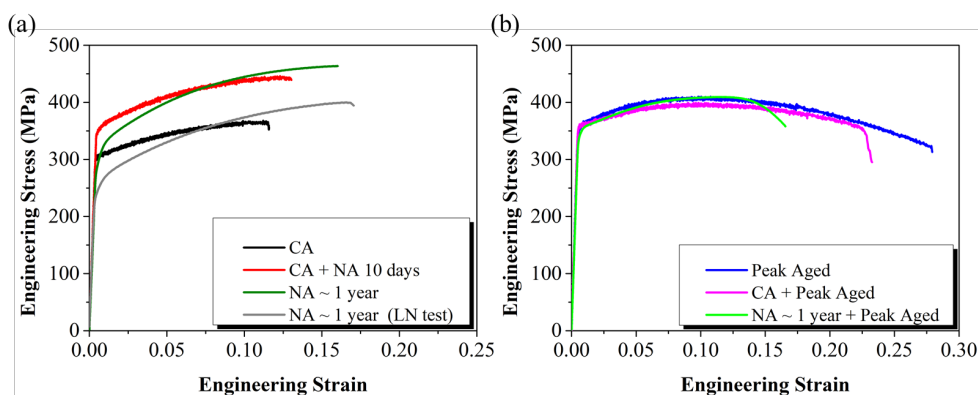 (a)
500
400
300
200
100
0
0.00
0.05
0.10
0.15
0.20
0.25
Engineering Stress (MPa)
Engineering Strain
CA
CA + NA 10 days
NA ~ 1 year
NA ~ 1 year (LN test)
(b)
500
400
300
200
100
0
0.00
0.05
0.10
0.15
0.20
0.25
0.30
Engineering Stress (MPa)
Engineering Strain
Peak Aged
CA + Peak Aged
NA ~ 1 year + Peak Aged